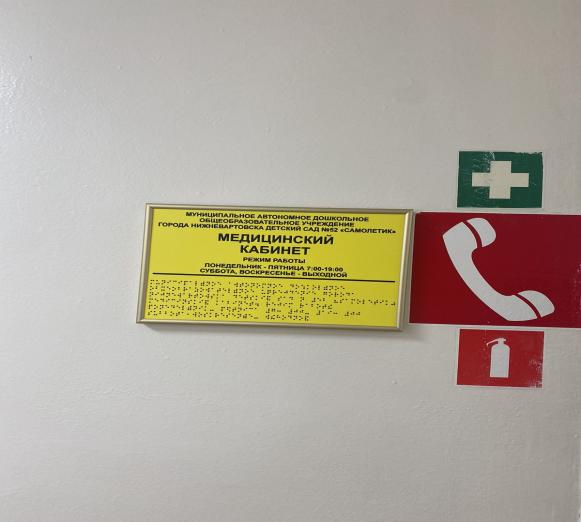 МУНИЦИПАЛЬНОЕ АВТОНОМНОЕ ДОШКОЛЬНОЕ
ОБЩЕОБРАЗОВАТЕЛЬНОЕ УЧРЕЖДЕНИЕ
ГОРОДА НИЖНЕВАРТОВСКА ДЕТСКИЙ САД №52 «САМОЛЕТИК»
МЕДИЦИНСКИЙ
КАБИНЕТ
РЕЖИМ РАБОТЫ
ПОНЕДЕЛЬНИК - ПЯТНИЦА 7:00-19:00
СУББОТА, ВОСКРЕСЕНЬЕ - ВЫХОДНОЙ